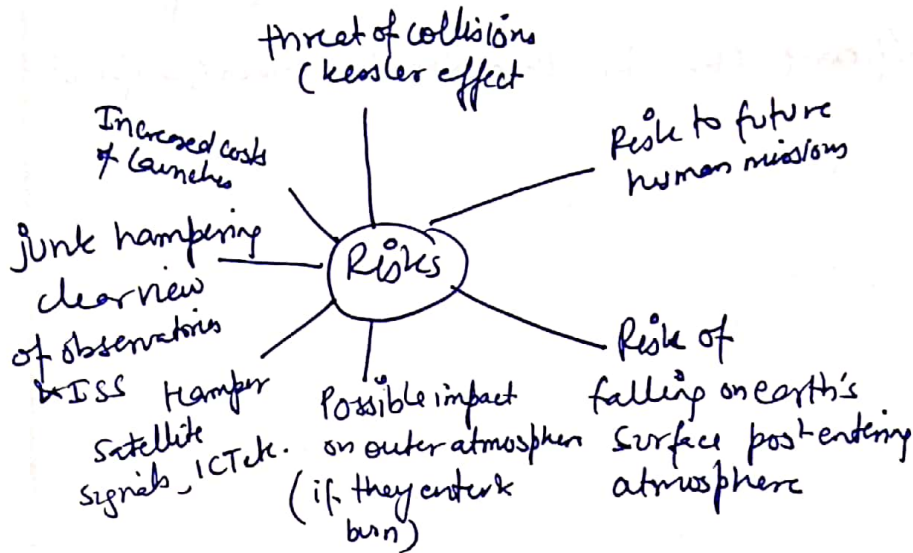 threat of collisions
(kessler effect
Increased costs
of launches
Risk to future
human missions
junk hampering
clear view
of observatories
& ISS
Risks
Hamper
satellite
signals, ICT etc.
Possible impact
on outer atmosphere
(if they enter &
burn)
Risk of
falling on earth's
surface post entering
atmosphere